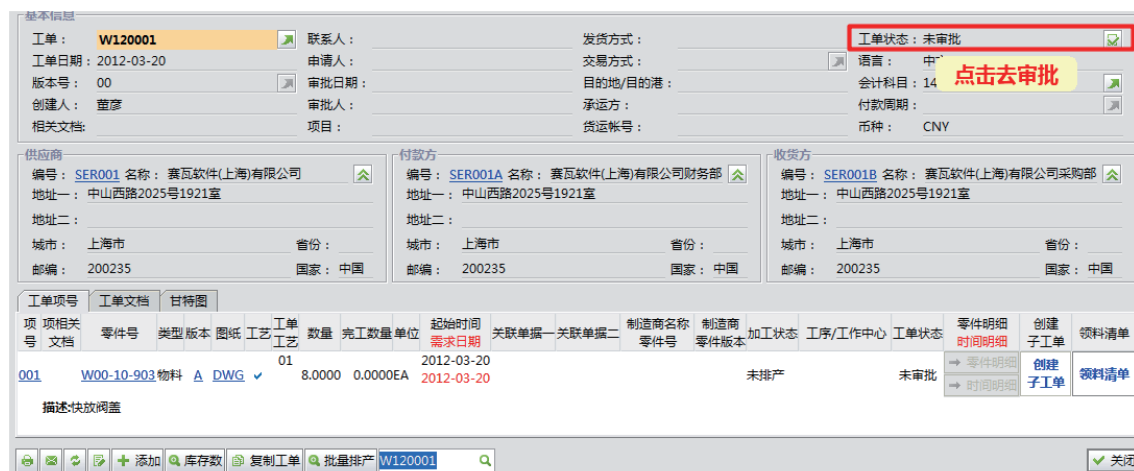 基本信息
工单： W120001 联系人： 发货方式： 工单状态：未审批
工单日期：2012-03-20 申请人： 交易方式： 语言：
版本号： 00 审批日期： 目的地/目的港： 会计科目：14
点击去审批
创建人： 董彦 审批人： 承运方： 付款周期：
相关文档: 项目： 货运帐号： 币种： CNY
供应商 付款方 收货方
编号： SER001 名称： 赛瓦软件(上海)有限公司 编号： SER001A 名称： 赛瓦软件(上海)有限公司财务部 编号： SER001B 名称： 赛瓦软件(上海)有限公司采购部
地址一： 中山西路2025号1921室 地址一： 中山西路2025号1921室 地址一： 中山西路2025号1921室
地址二： 地址二： 地址二：
城市： 上海市 省份： 城市： 上海市 省份： 城市： 上海市 省份：
邮编： 200235 国家： 中国 邮编： 200235 国家： 中国 邮编： 200235 国家： 中国
工单项号 工单文档 甘特图
项号 项相关文档 零件号 类型 版本 图纸 工艺 工单工艺 数量 完工数量 单位 起始时间 需求日期 关联单据一 关联单据二 制造商名称 零件号 制造商 零件版本 加工状态 工序/工作中心 工单状态 零件明细 时间明细 创建子工单 领料清单
001 W00-10-903 物料 A DWG 01 8.0000 0.0000 EA 2012-03-20 2012-03-20 未排产 未审批 零件明细 时间明细 创建子工单 领料清单
描述:快放阀盖
添加 库存数 复制工单 批量排产 W120001 关闭